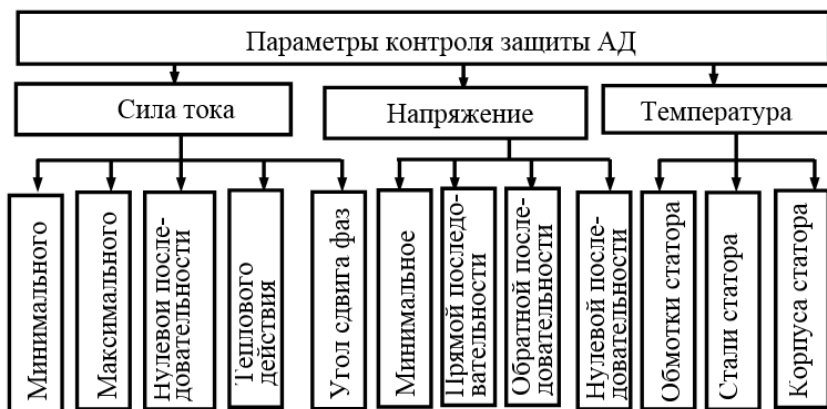 Параметры контроля защиты АД
Сила тока
Напряжение
Температура
Минимального
Максимального
Нулевой после-
довательности
Теплового
действия
Угол сдвига фаз
Минимальное
Прямой последо-
вательности
Обратной после-
довательности
Нулевой после-
довательности
Обмотки статора
Стали статора
Корпуса статора